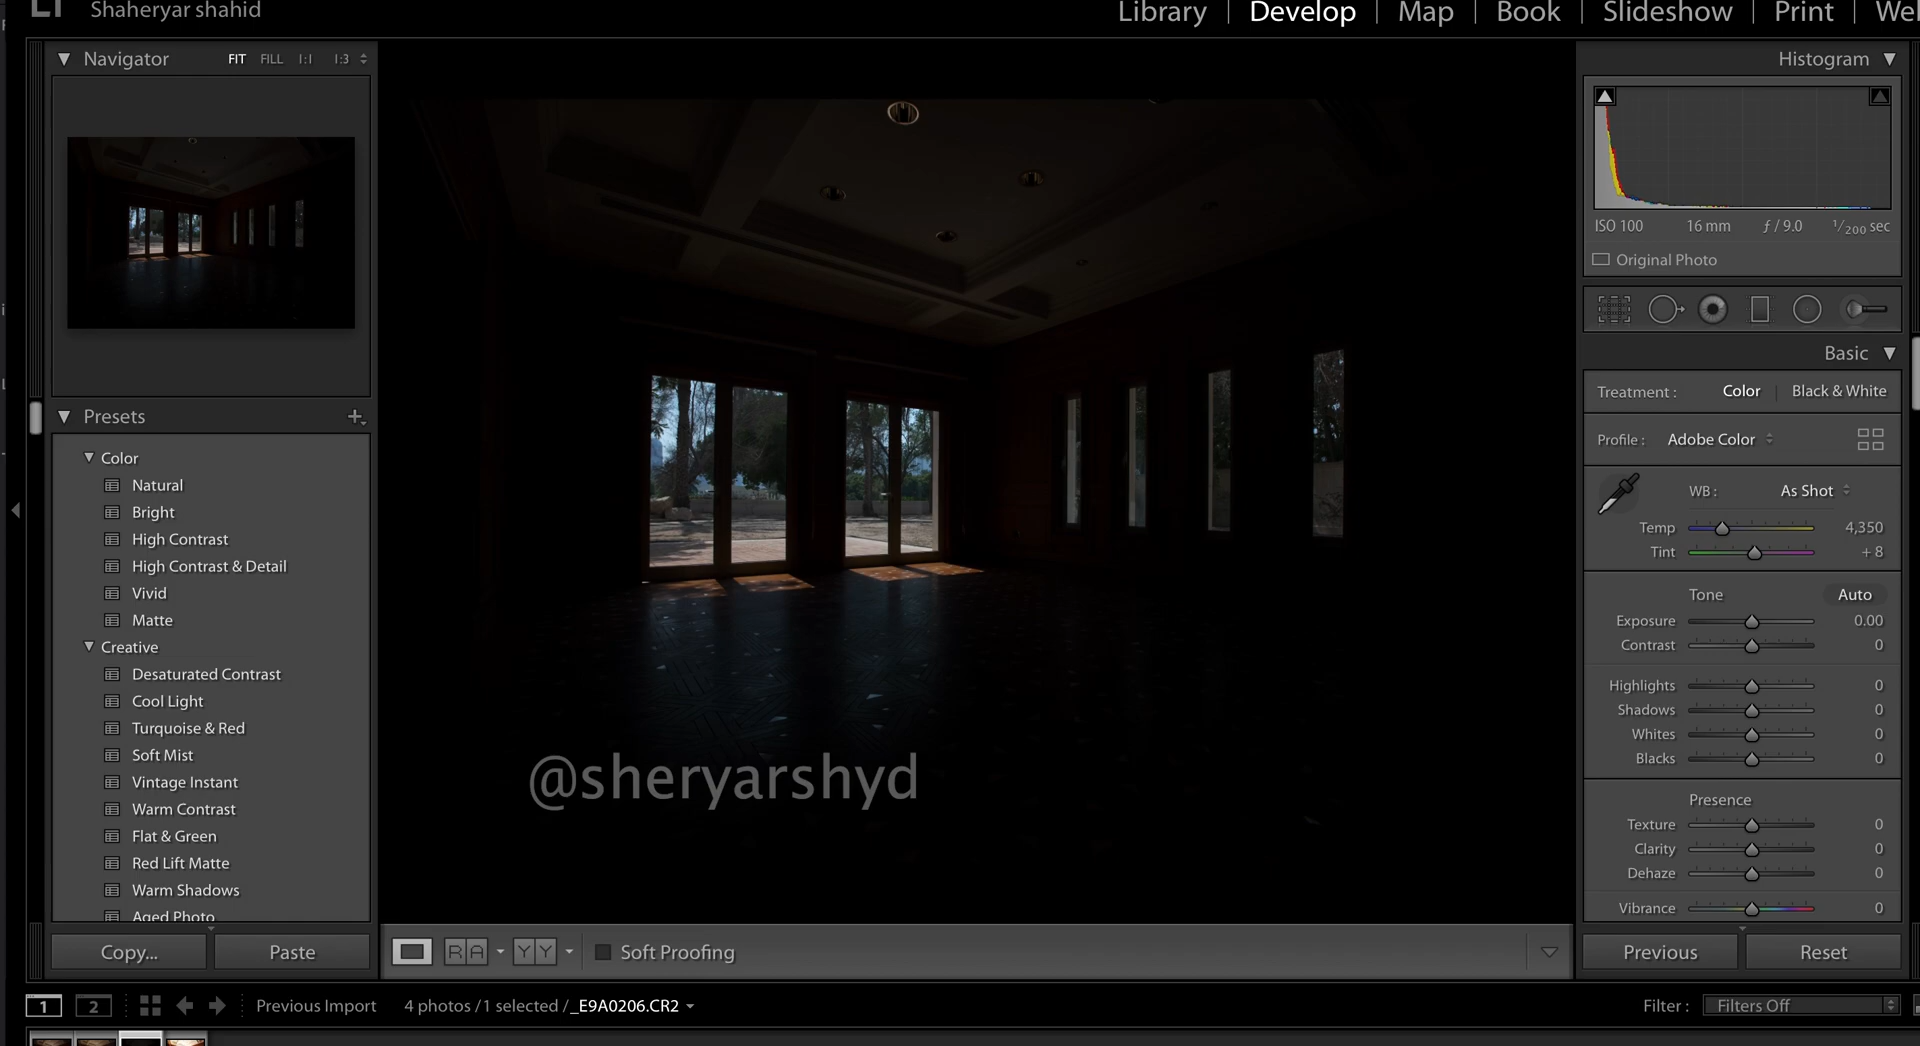 Shaheryar shahid
Library | Develop | Map | Book | Slideshow | Print |
Navigator FIT FILL 1:1 1:3
Histogram
ISO 100 16 mm ƒ / 9.0 1/200 sec
Original Photo
Basic
Treatment : Color Black & White
Profile : Adobe Color
WB : As Shot
Temp 4,350
Tint + 8
Tone Auto
Exposure 0.00
Contrast 0
Highlights 0
Shadows 0
Whites 0
Blacks 0
Presence
Texture 0
Clarity 0
Dehaze 0
Vibrance 0
Previous Reset
Presets
Color
Natural
Bright
High Contrast
High Contrast & Detail
Vivid
Matte
Creative
Desaturated Contrast
Cool Light
Turquoise & Red
Soft Mist
Vintage Instant
Warm Contrast
Flat & Green
Red Lift Matte
Warm Shadows
Aged Photo
Copy... Paste
@sheryarshyd
R A Y Y Soft Proofing
1 2 Previous Import 4 photos / 1 selected / _E9A0206.CR2
Filter : Filters Off